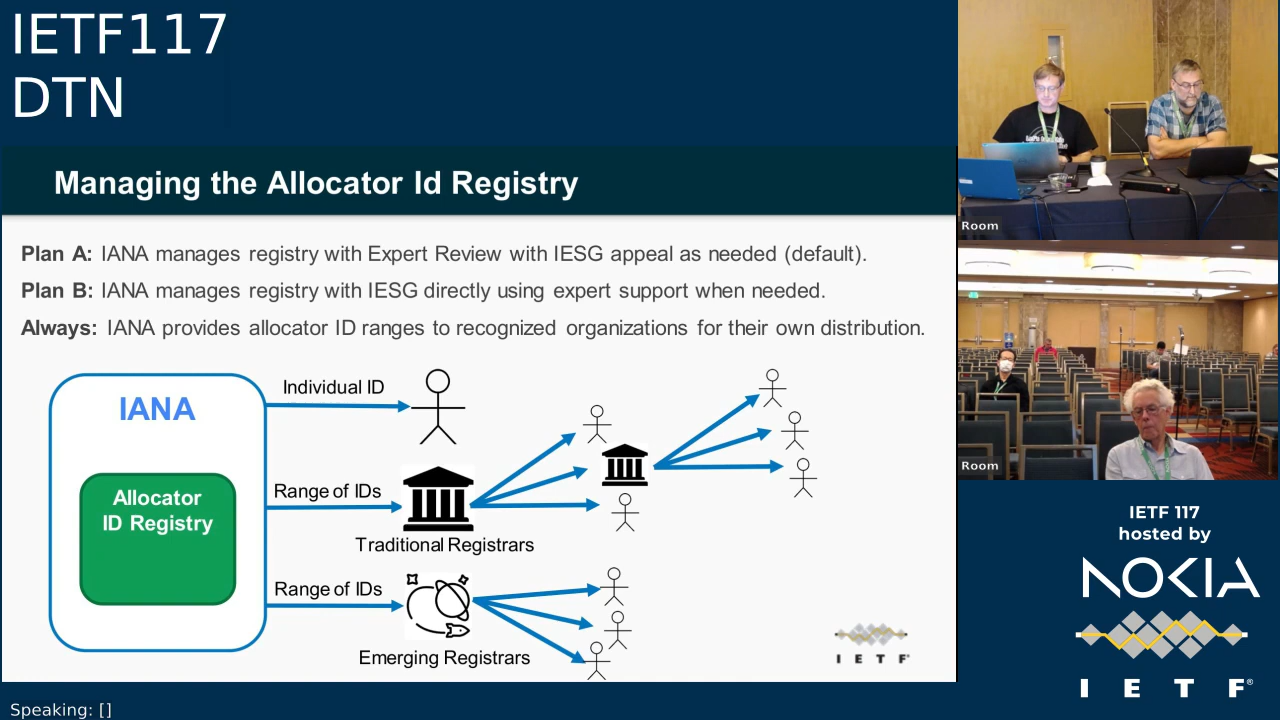 IETF117
DTN
Managing the Allocator Id Registry
Plan A: IANA manages registry with Expert Review with IESG appeal as needed (default).
Plan B: IANA manages registry with IESG directly using expert support when needed.
Always: IANA provides allocator ID ranges to recognized organizations for their own distribution.
IANA
Allocator
ID Registry
Individual ID
Range of IDs
Traditional Registrars
Range of IDs
Emerging Registrars
I E T F®
Room
Room
IETF 117
hosted by
NOKIA
I E T F®
Speaking: []